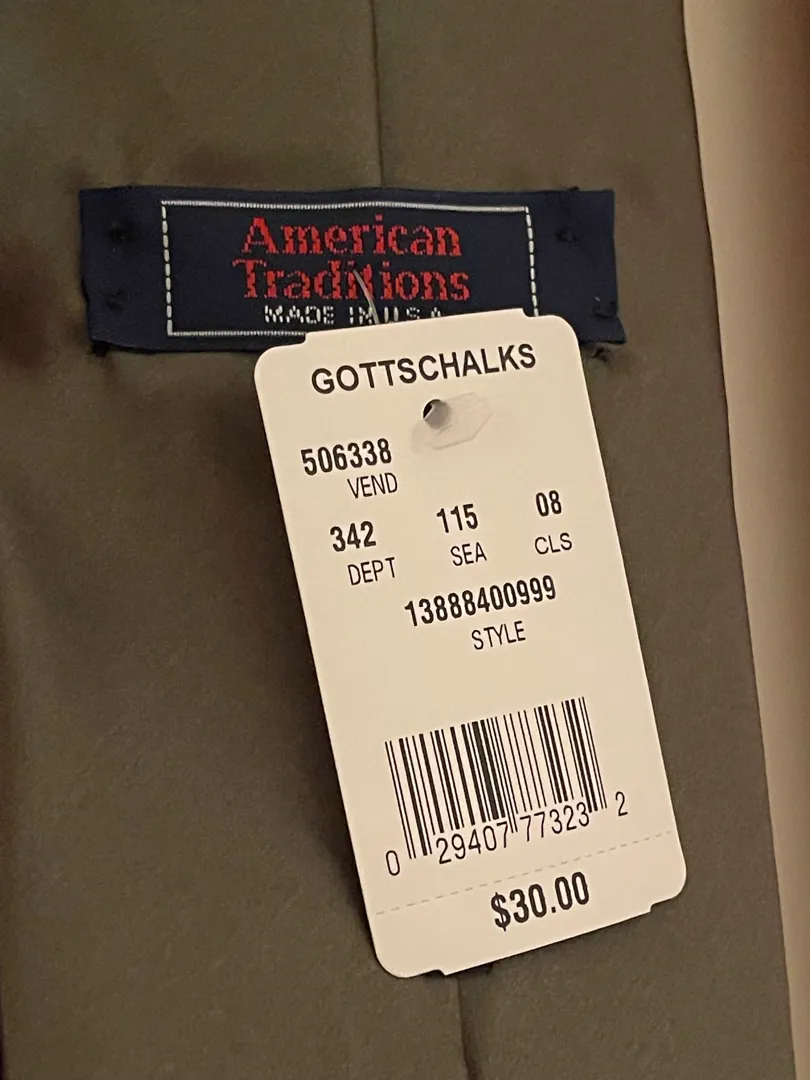 American
Traditions
MADE IN U.S.A
GOTTSCHALKS
506338
VEND
342 115 08
DEPT SEA CLS
13888400999
STYLE
0 29407 77323 2
$30.00